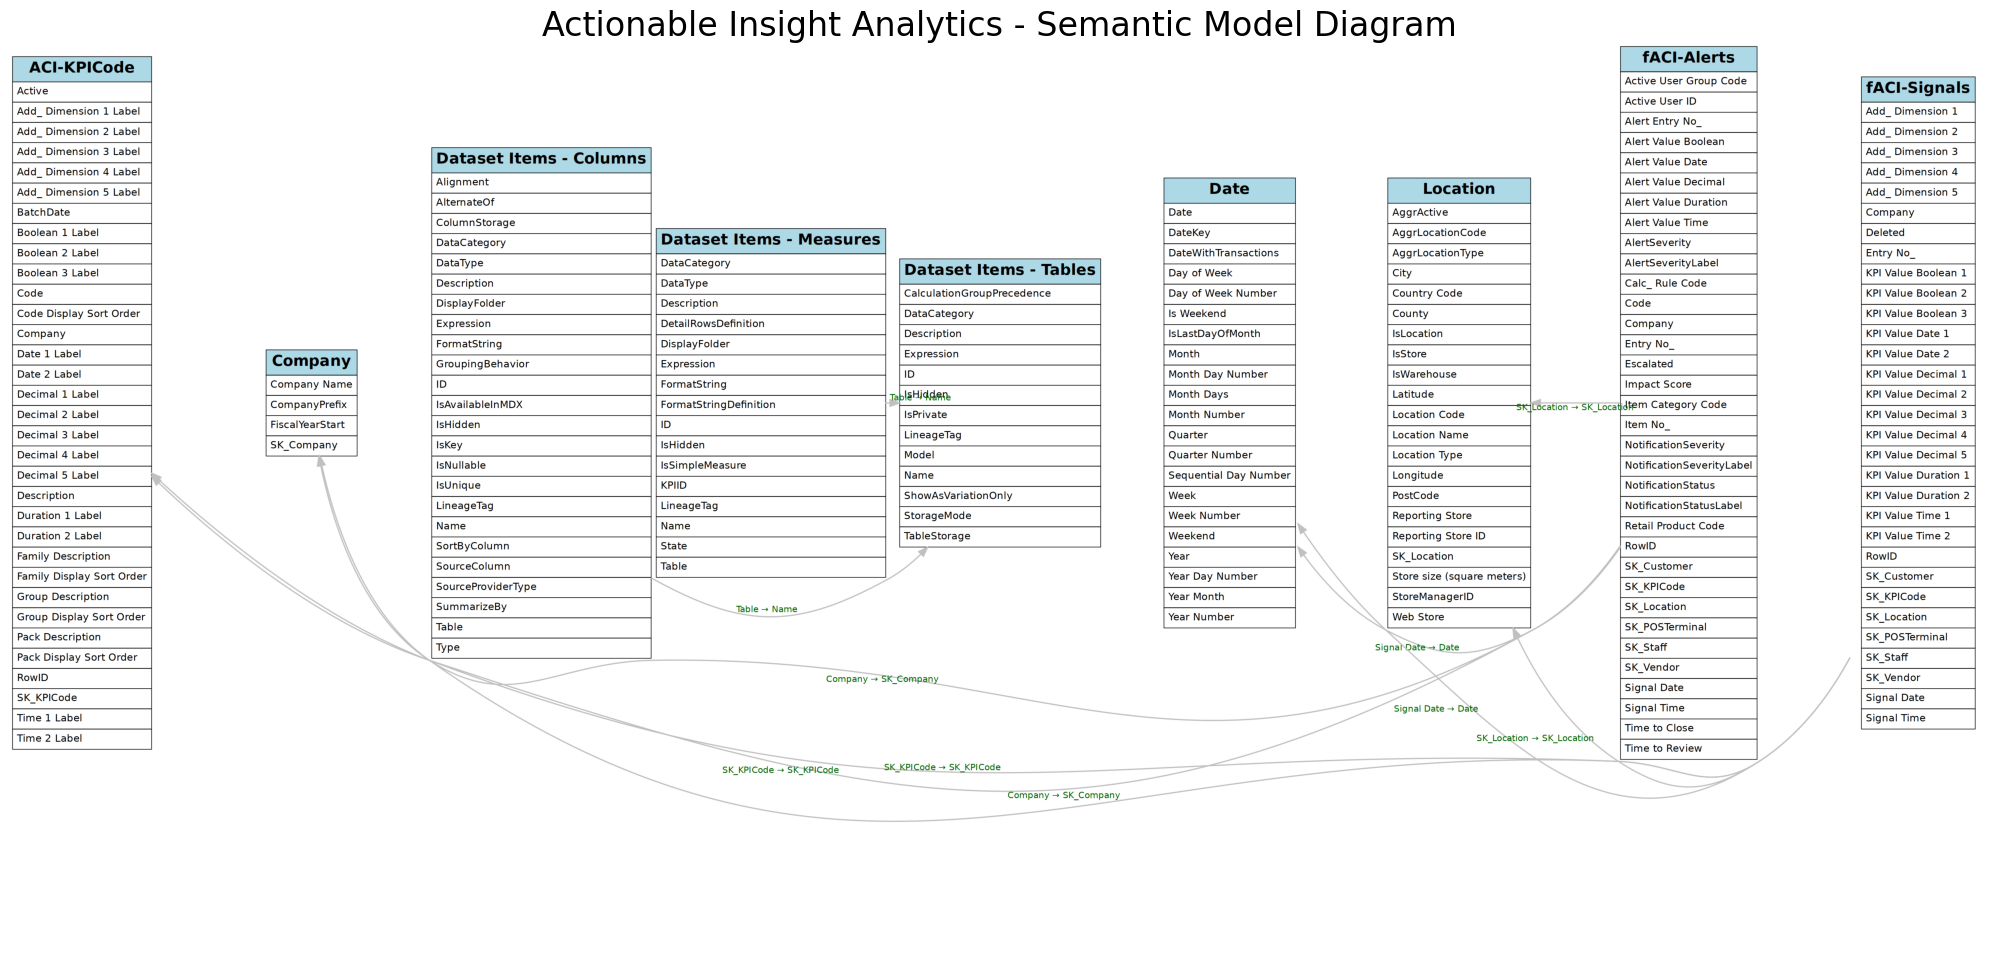 Actionable Insight Analytics - Semantic Model Diagram
ACI-KPICode
Active
Add_ Dimension 1 Label
Add_ Dimension 2 Label
Add_ Dimension 3 Label
Add_ Dimension 4 Label
Add_ Dimension 5 Label
BatchDate
Boolean 1 Label
Boolean 2 Label
Boolean 3 Label
Code
Code Display Sort Order
Company
Date 1 Label
Date 2 Label
Decimal 1 Label
Decimal 2 Label
Decimal 3 Label
Decimal 4 Label
Decimal 5 Label
Description
Duration 1 Label
Duration 2 Label
Family Description
Family Display Sort Order
Group Description
Group Display Sort Order
Pack Description
Pack Display Sort Order
RowID
SK_KPICode
Time 1 Label
Time 2 Label
Company
Company Name
CompanyPrefix
FiscalYearStart
SK_Company
Dataset Items - Columns
Alignment
AlternateOf
ColumnStorage
DataCategory
DataType
Description
DisplayFolder
Expression
FormatString
GroupingBehavior
ID
IsAvailableInMDX
IsHidden
IsKey
IsNullable
IsUnique
LineageTag
Name
SortByColumn
SourceColumn
SourceProviderType
SummarizeBy
Table
Type
Dataset Items - Measures
DataCategory
DataType
Description
DetailRowsDefinition
DisplayFolder
Expression
FormatString
FormatStringDefinition
ID
IsHidden
IsSimpleMeasure
KPIID
LineageTag
Name
State
Table
Dataset Items - Tables
CalculationGroupPrecedence
DataCategory
Description
Expression
ID
IsHidden
IsPrivate
LineageTag
Model
Name
ShowAsVariationOnly
StorageMode
TableStorage
Table → Name
Table → Name
Date
Date
DateKey
DateWithTransactions
Day of Week
Day of Week Number
Is Weekend
IsLastDayOfMonth
Month
Month Day Number
Month Days
Month Number
Quarter
Quarter Number
Sequential Day Number
Week
Week Number
Weekend
Year
Year Day Number
Year Month
Year Number
Location
AggrActive
AggrLocationCode
AggrLocationType
City
Country Code
County
IsLocation
IsStore
IsWarehouse
Latitude
Location Code
Location Name
Location Type
Longitude
PostCode
Reporting Store
Reporting Store ID
SK_Location
Store size (square meters)
StoreManagerID
Web Store
SK_Location → SK_Location
fACI-Alerts
Active User Group Code
Active User ID
Alert Entry No_
Alert Value Boolean
Alert Value Date
Alert Value Decimal
Alert Value Duration
Alert Value Time
AlertSeverity
AlertSeverityLabel
Calc_ Rule Code
Code
Company
Entry No_
Escalated
Impact Score
Item Category Code
Item No_
NotificationSeverity
NotificationSeverityLabel
NotificationStatus
NotificationStatusLabel
Retail Product Code
RowID
SK_Customer
SK_KPICode
SK_Location
SK_POSTerminal
SK_Staff
SK_Vendor
Signal Date
Signal Time
Time to Close
Time to Review
fACI-Signals
Add_ Dimension 1
Add_ Dimension 2
Add_ Dimension 3
Add_ Dimension 4
Add_ Dimension 5
Company
Deleted
Entry No_
KPI Value Boolean 1
KPI Value Boolean 2
KPI Value Boolean 3
KPI Value Date 1
KPI Value Date 2
KPI Value Decimal 1
KPI Value Decimal 2
KPI Value Decimal 3
KPI Value Decimal 4
KPI Value Decimal 5
KPI Value Duration 1
KPI Value Duration 2
KPI Value Time 1
KPI Value Time 2
RowID
SK_Customer
SK_KPICode
SK_Location
SK_POSTerminal
SK_Staff
SK_Vendor
Signal Date
Signal Time
Signal Date → Date
Company → SK_Company
Signal Date → Date
SK_Location → SK_Location
SK_KPICode → SK_KPICode
SK_KPICode → SK_KPICode
Company → SK_Company